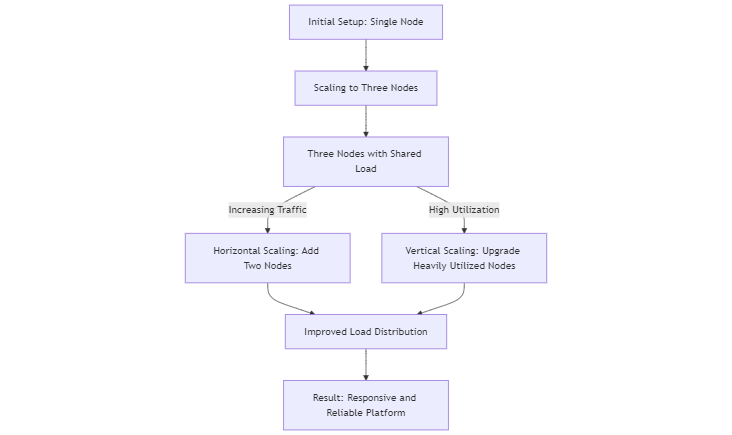 Initial Setup: Single Node
Scaling to Three Nodes
Three Nodes with Shared
Load
Increasing Traffic
High Utilization
Horizontal Scaling: Add
Two Nodes
Vertical Scaling: Upgrade
Heavily Utilized Nodes
Improved Load Distribution
Result: Responsive and
Reliable Platform